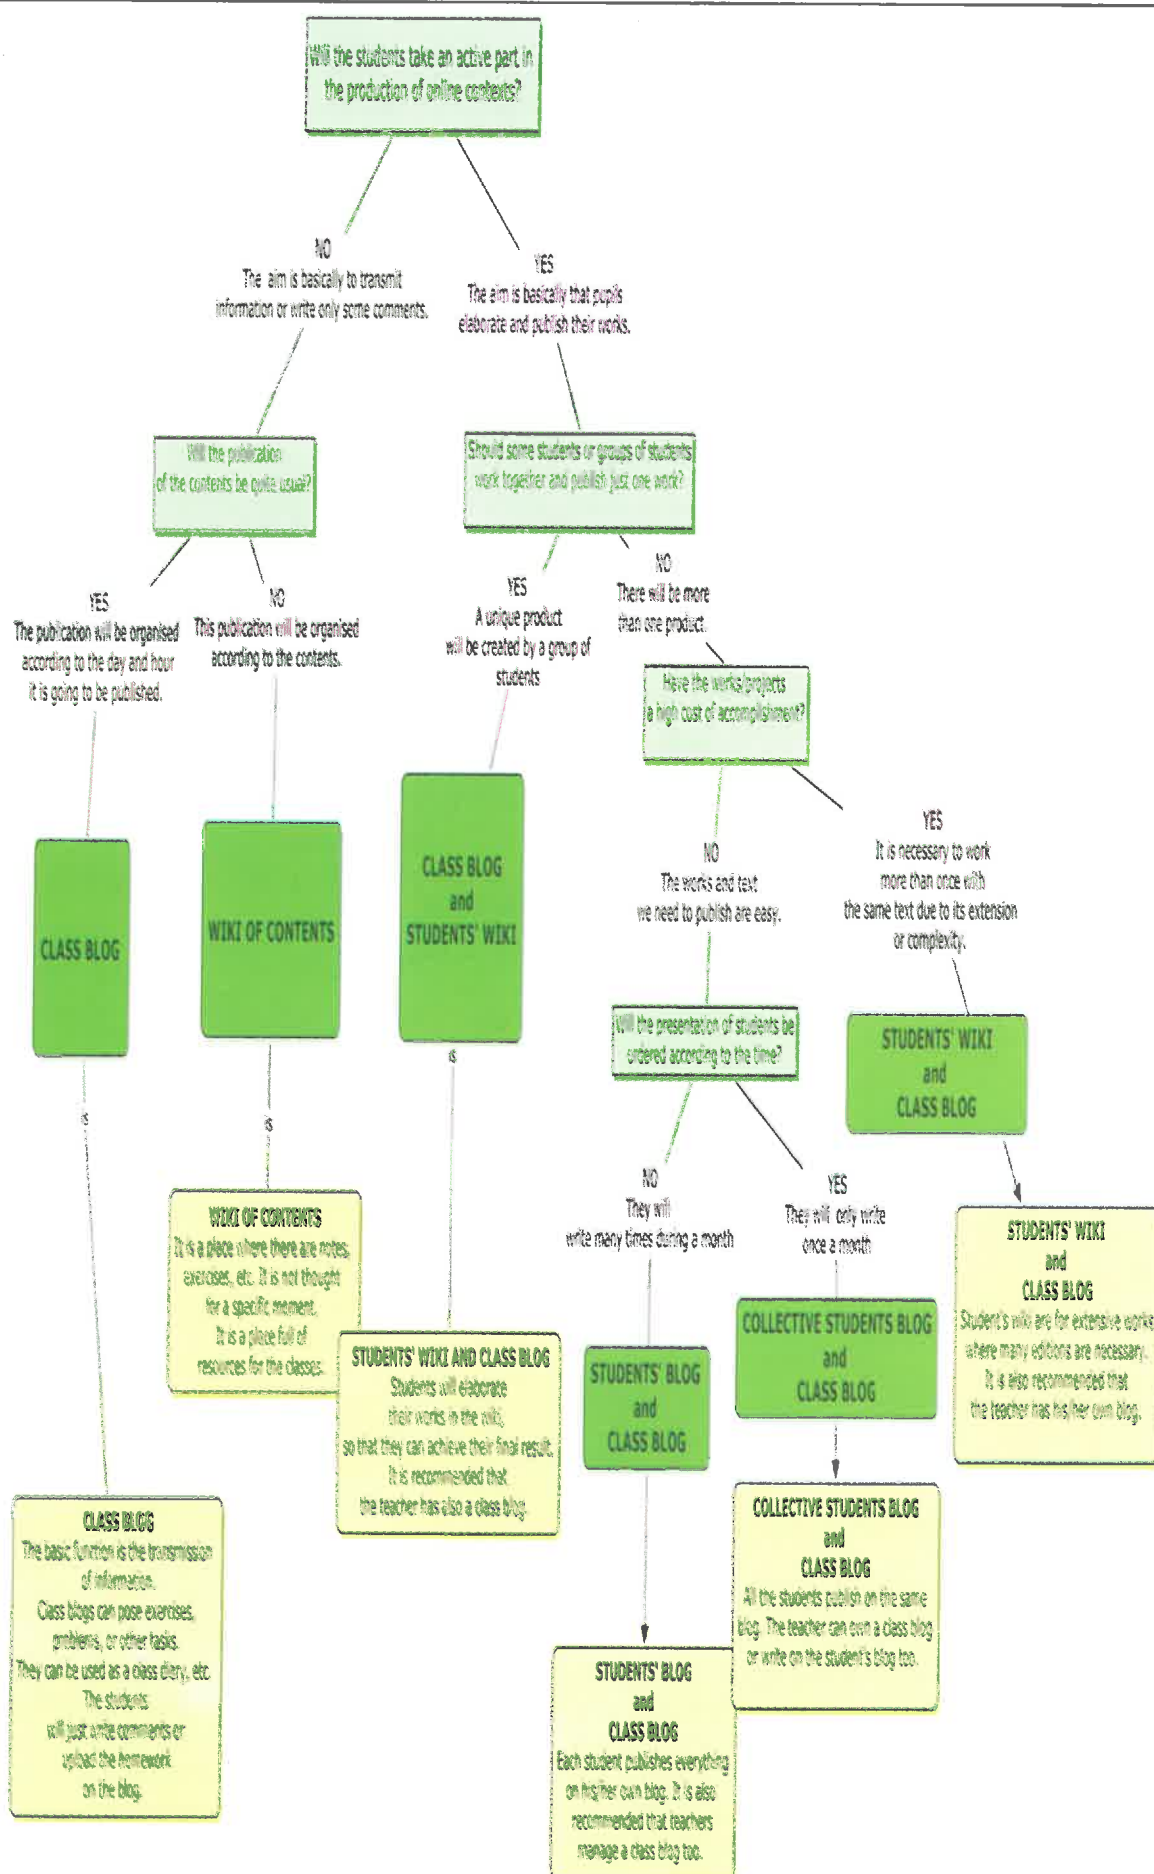 Will the students take an active part in
the production of online contexts?
NO
The aim is basically to transmit
information or write only some comments.
YES
The aim is basically that pupils
elaborate and publish their works.
Will the publication
of the contents be quite usual?
Should some students or groups of students
work together and publish just one work?
YES
The publication will be organised
according to the day and hour
it is going to be published.
NO
This publication will be organised
according to the contents.
YES
A unique product
will be created by a group of
students
NO
There will be more
than one product.
Have the works/projects
a high cost of accomplishment?
CLASS BLOG
WIKI OF CONTENTS
CLASS BLOG
and
STUDENTS' WIKI
NO
The works and text
we need to publish are easy.
YES
It is necessary to work
more than once with
the same text due to its extension
or complexity.
Will the presentation of students be
ordered according to the time?
STUDENTS' WIKI
and
CLASS BLOG
is
is
is
NO
They will
write many times during a month
YES
They will only write
once a month
WIKI OF CONTENTS
It is a place where there are notes,
exercises, etc. It is not thought
for a specific moment.
It is a place full of
resources for the classes.
STUDENTS' WIKI AND CLASS BLOG
Students will elaborate
their works in the wiki,
so that they can achieve their final result.
It is recommended that
the teacher has also a class blog.
STUDENTS' BLOG
and
CLASS BLOG
COLLECTIVE STUDENTS BLOG
and
CLASS BLOG
STUDENTS' WIKI
and
CLASS BLOG
Student's wiki are for extensive works
where many editions are necessary.
It is also recommended that
the teacher has his/her own blog.
CLASS BLOG
The basic function is the transmission
of information.
Class blogs can pose exercises,
problems, or other tasks.
They can be used as a class diery, etc.
The students
will just write comments or
upload the homework
on the blog.
COLLECTIVE STUDENTS BLOG
and
CLASS BLOG
All the students publish on the same
blog. The teacher can own a class blog
or write on the student's blog too.
STUDENTS' BLOG
and
CLASS BLOG
Each student publishes everything
on his/her own blog. It is also
recommended that teachers
manage a class blog too.